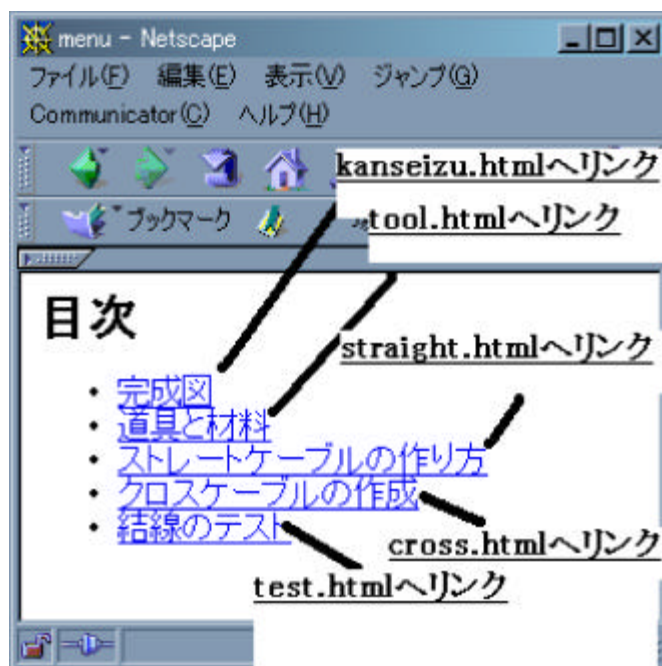 menu - Netscape
ファイル(F) 編集(E) 表示(V) ジャンプ(G)
Communicator(C) ヘルプ(H)
kanseizu.htmlへリンク
ブックマーク
tool.htmlへリンク
目次
straight.htmlへリンク
• 完成図
• 道具と材料
• ストレートケーブルの作り方
• クロスケーブルの作成
• 結線のテスト
cross.htmlへリンク
test.htmlへリンク